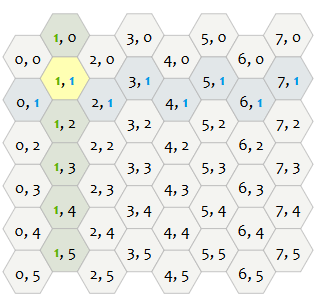 1, 0 3, 0 5, 0 7, 0
0, 0 2, 0 4, 0 6, 0
1, 1 3, 1 5, 1 7, 1
0, 1 2, 1 4, 1 6, 1
1, 2 3, 2 5, 2 7, 2
0, 2 2, 2 4, 2 6, 2
1, 3 3, 3 5, 3 7, 3
0, 3 2, 3 4, 3 6, 3
1, 4 3, 4 5, 4 7, 4
0, 4 2, 4 4, 4 6, 4
1, 5 3, 5 5, 5 7, 5
0, 5 2, 5 4, 5 6, 5